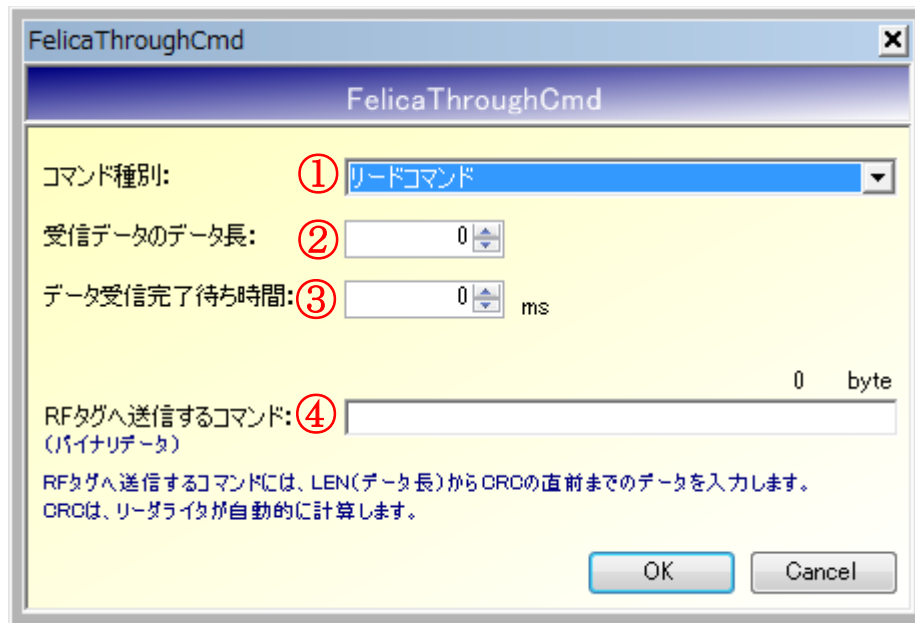 FelicaThroughCmd
FelicaThroughCmd
コマンド種別: ① リードコマンド
受信データのデータ長: ② 0
データ受信完了待ち時間: ③ 0 ms
0 byte
RFタグへ送信するコマンド: ④
(バイナリデータ)
RFタグへ送信するコマンドには、LEN(データ長)からCRCの直前までのデータを入力します。
CRCは、リーダライタが自動的に計算します。
OK Cancel